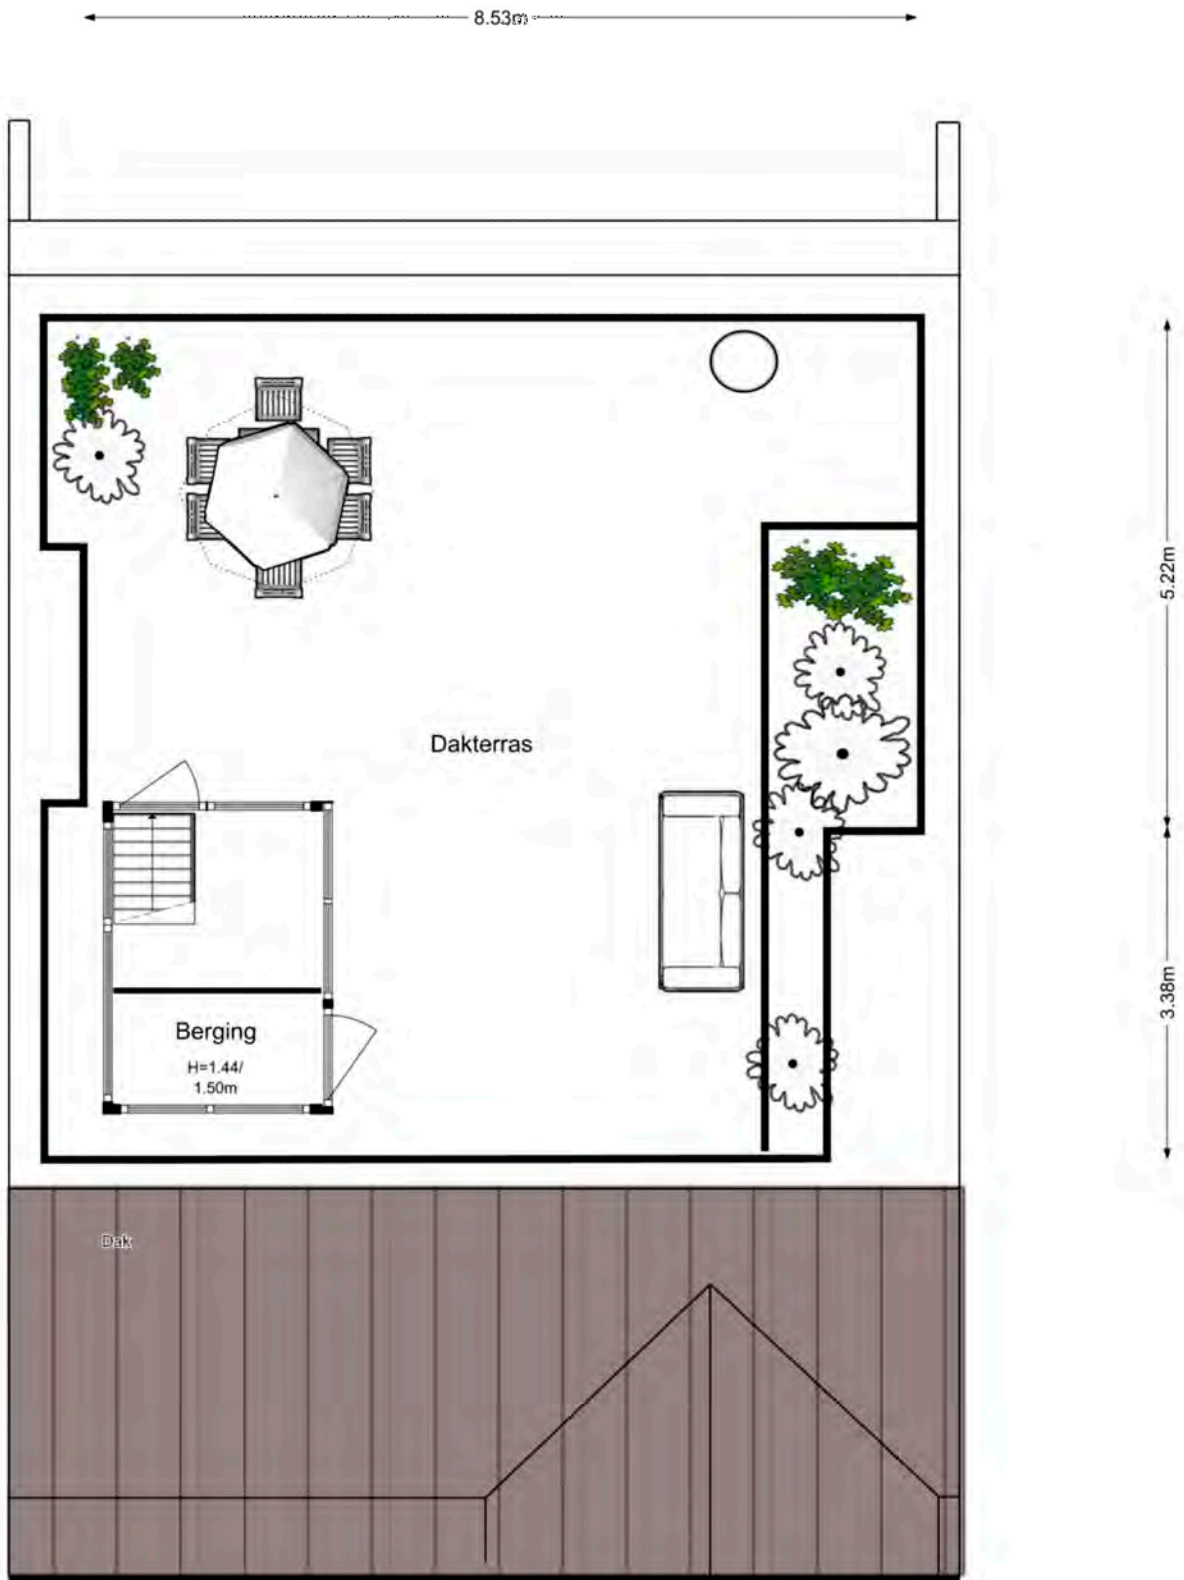 8.53m
5.22m
Dakterras
3.38m
Berging
H=1.44/
1.50m
Dak